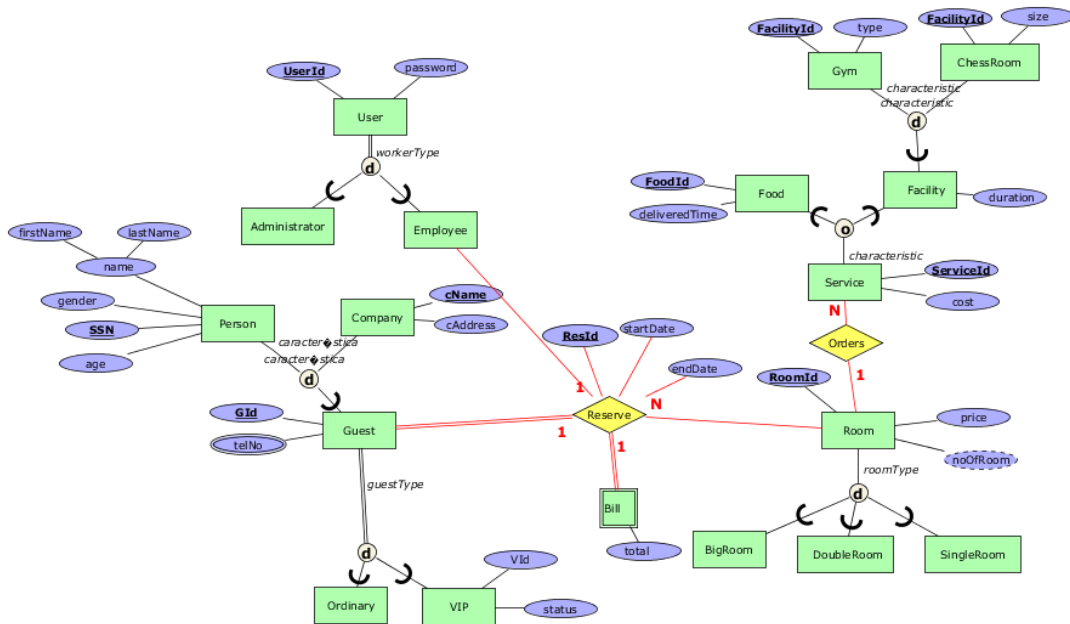 FacilityId
type
FacilityId
size
Gym
ChessRoom
characteristic
characteristic
d
UserId
password
User
workerType
d
Administrator
Employee
FoodId
deliveredTime
Food
Facility
duration
o
characteristic
Service
ServiceId
cost
N
Orders
1
firstName
lastName
name
gender
SSN
age
Person
Company
cName
cAddress
caracter�stica
caracter�stica
d
GId
telNo
Guest
ResId
startDate
endDate
1
Reserve
N
1
1
RoomId
Room
price
noOfRoom
roomType
d
BigRoom
DoubleRoom
SingleRoom
Bill
total
guestType
d
Ordinary
VIP
VId
status